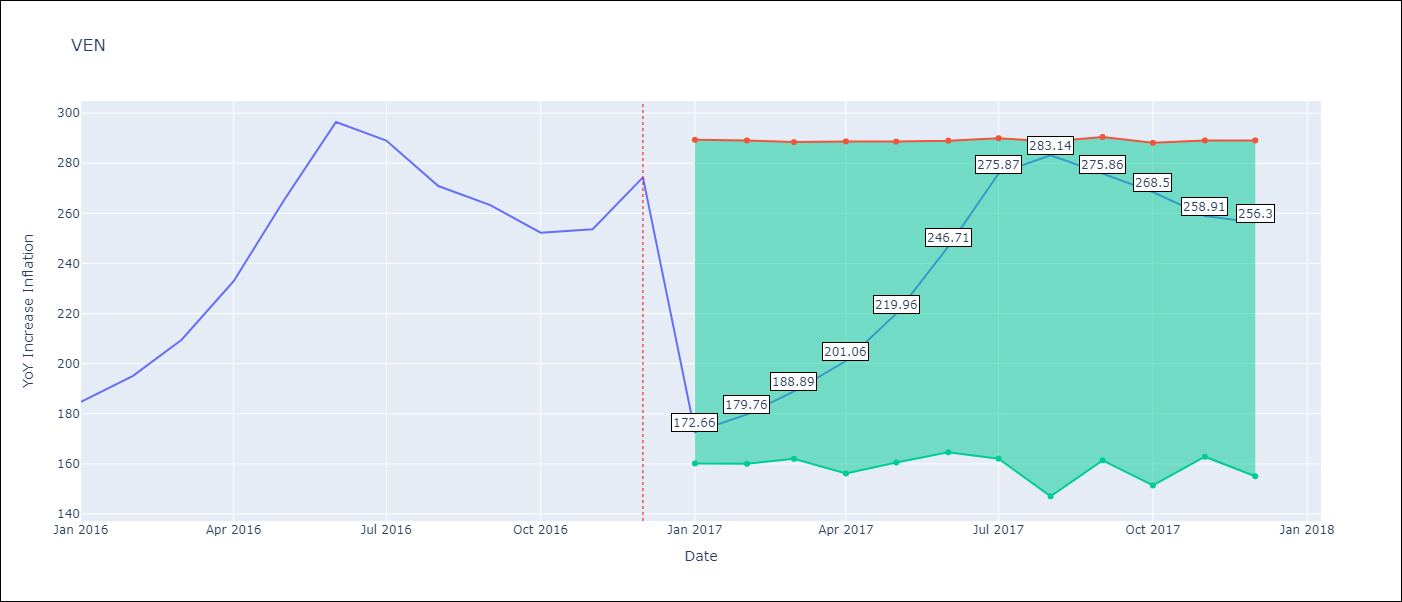 VEN
YoY Increase Inflation
300
280
260
240
220
200
180
160
140
172.66
179.76
188.89
201.06
219.96
246.71
275.87
283.14
275.86
268.5
258.91
256.3
Jan 2016
Apr 2016
Jul 2016
Oct 2016
Jan 2017
Apr 2017
Jul 2017
Oct 2017
Jan 2018
Date